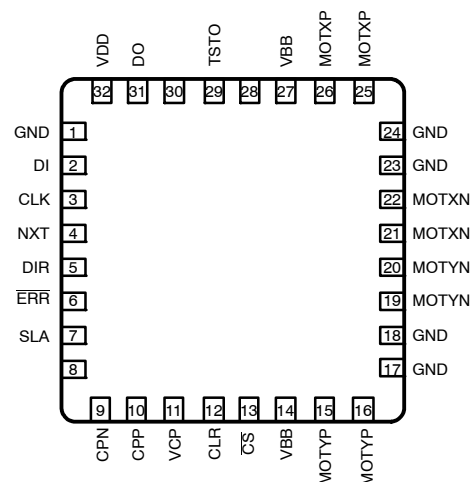 VDD
DO
TSTO
VBB
MOTXP
MOTXP
32
31
30
29
28
27
26
25
GND 1
DI 2
CLK 3
NXT 4
DIR 5
ERR 6
SLA 7
8
24 GND
23 GND
22 MOTXN
21 MOTXN
20 MOTYN
19 MOTYN
18 GND
17 GND
9
10
11
12
13
14
15
16
CPN
CPP
VCP
CLR
CS
VBB
MOTYP
MOTYP